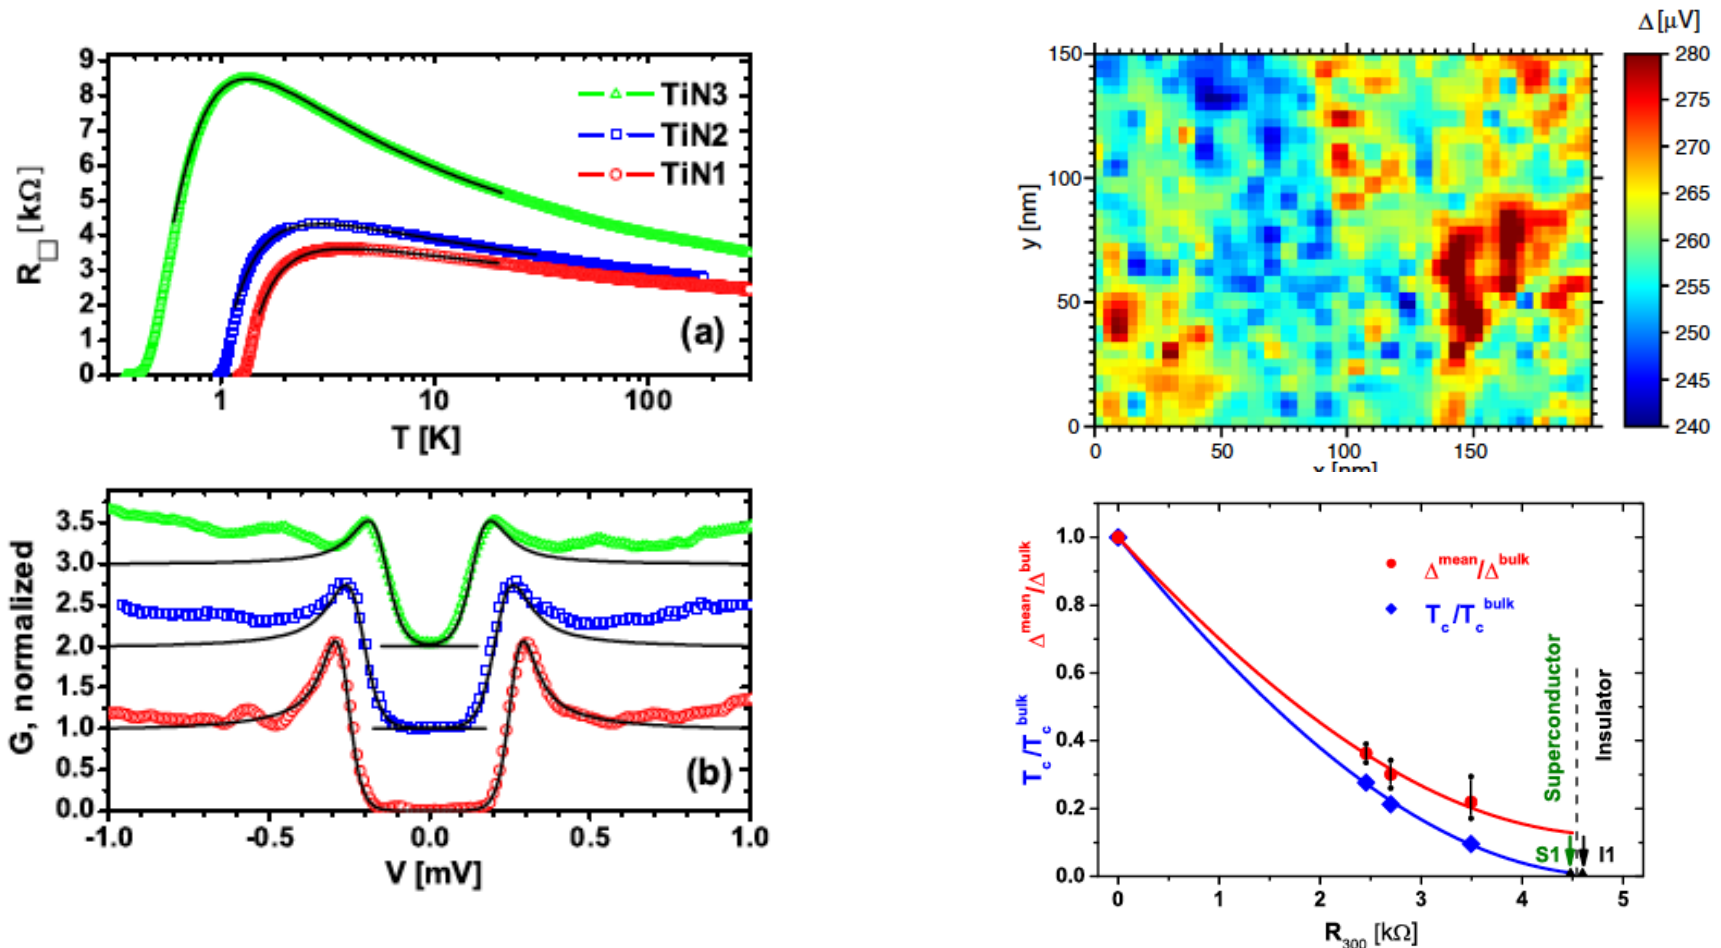 9
8
7
6
5
4
3
2
1
0
R□ [kΩ]
TiN3
TiN2
TiN1
(a)
1 10 100
T [K]
3.5
3.0
2.5
2.0
1.5
1.0
0.5
0.0
G, normalized
(b)
-1.0 -0.5 0.0 0.5 1.0
V [mV]
Δ [µV]
150
100
50
0
y [nm]
0 50 100 150
x [nm]
280
275
270
265
260
255
250
245
240
1.0
0.8
0.6
0.4
0.2
0.0
Δmean/Δbulk
Tc/Tcbulk
Δmean/Δbulk
Tc/Tcbulk
Superconductor
Insulator
S1 I1
0 1 2 3 4 5
R300 [kΩ]